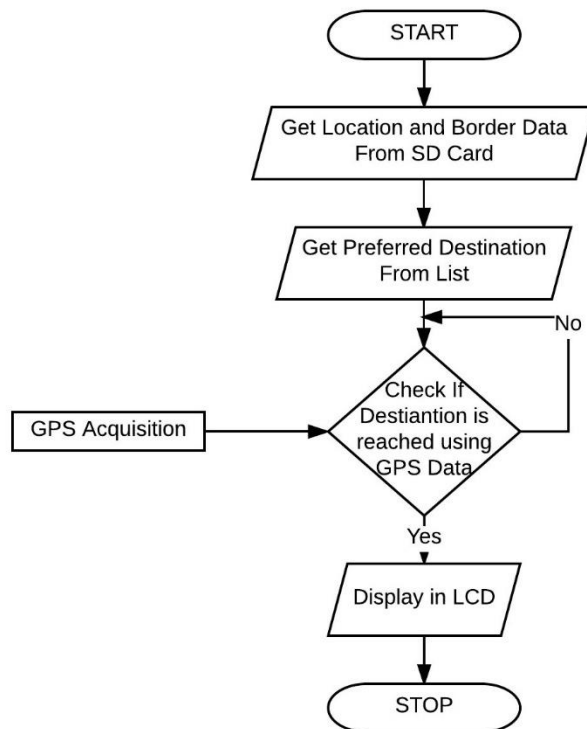 START
Get Location and Border Data
From SD Card
Get Preferred Destination
From List
No
Check If
Destiantion is
reached using
GPS Data
GPS Acquisition
Yes
Display in LCD
STOP